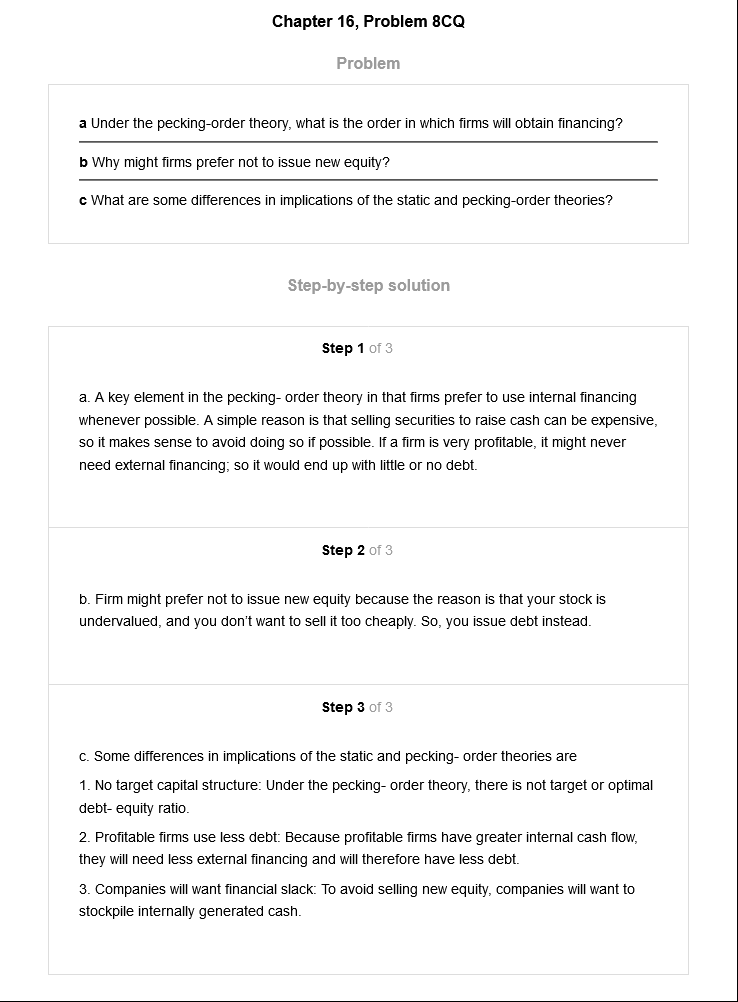 Chapter 16, Problem 8CQ
Problem
a Under the pecking-order theory, what is the order in which firms will obtain financing?
b Why might firms prefer not to issue new equity?
c What are some differences in implications of the static and pecking-order theories?
Step-by-step solution
Step 1 of 3
a. A key element in the pecking- order theory in that firms prefer to use internal financing
whenever possible. A simple reason is that selling securities to raise cash can be expensive,
so it makes sense to avoid doing so if possible. If a firm is very profitable, it might never
need external financing; so it would end up with little or no debt.
Step 2 of 3
b. Firm might prefer not to issue new equity because the reason is that your stock is
undervalued, and you don't want to sell it too cheaply. So, you issue debt instead.
Step 3 of 3
c. Some differences in implications of the static and pecking- order theories are
1. No target capital structure: Under the pecking- order theory, there is not target or optimal
debt- equity ratio.
2. Profitable firms use less debt: Because profitable firms have greater internal cash flow,
they will need less external financing and will therefore have less debt.
3. Companies will want financial slack: To avoid selling new equity, companies will want to
stockpile internally generated cash.